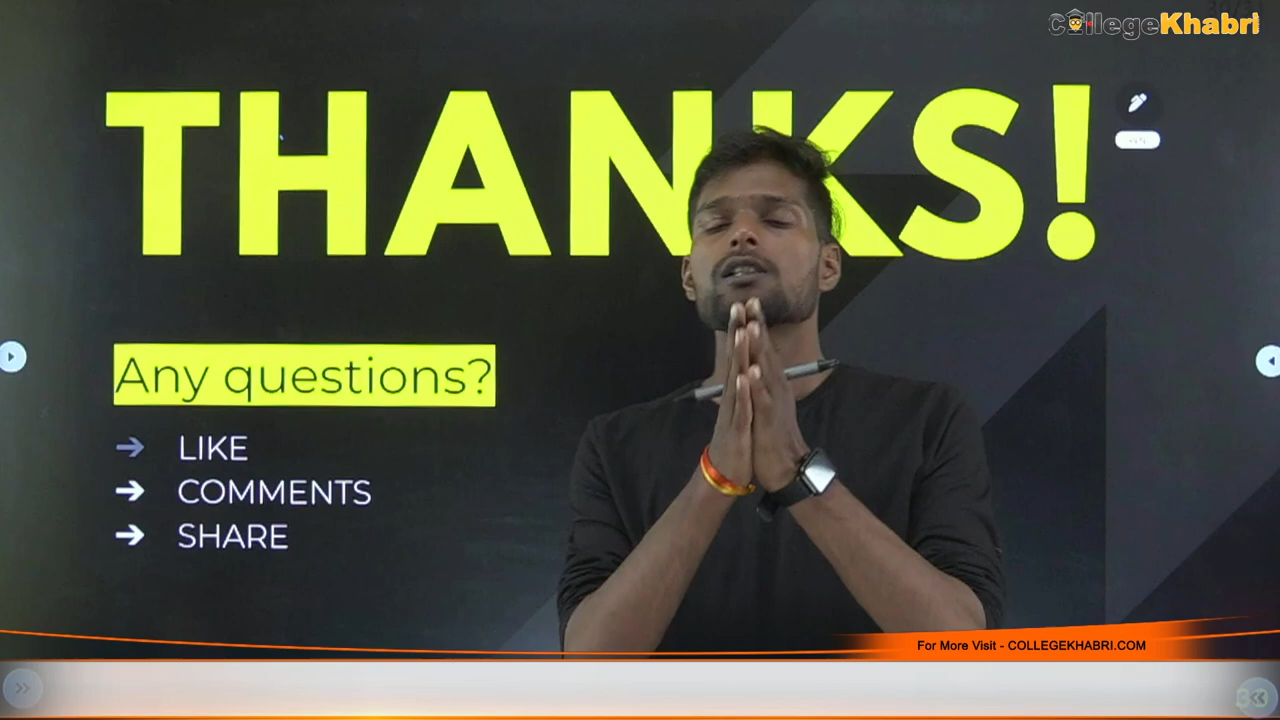 CollegeKhabri
THANKS!
Any questions?
→ LIKE
→ COMMENTS
→ SHARE
For More Visit - COLLEGEKHABRI.COM